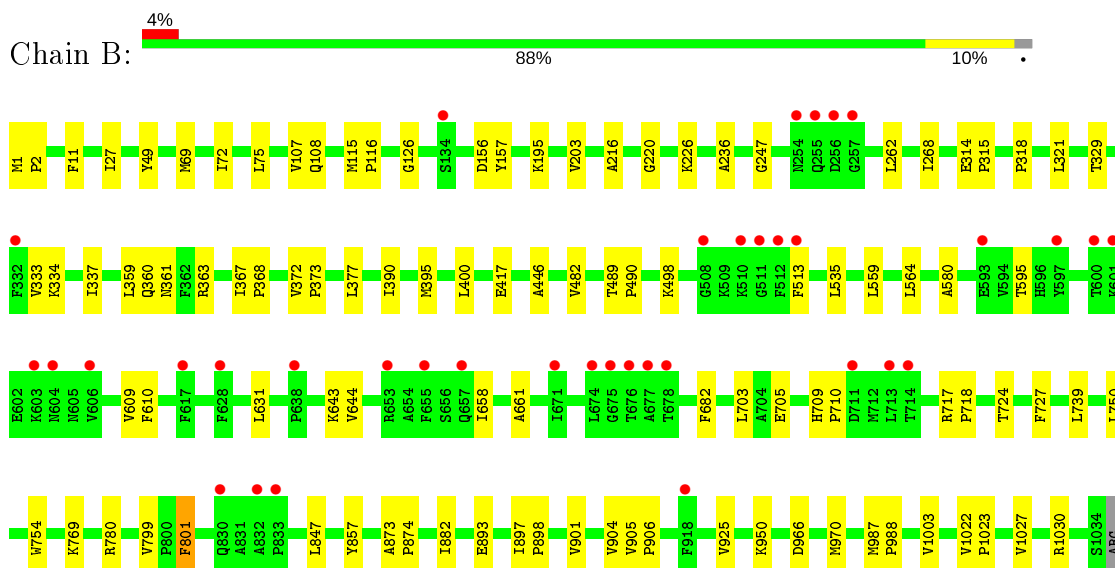 4%
Chain B:
88% 10% •
M1 P2 F11 I27 Y49 M69 I72 L75 V107 Q108 M115 P116 G126 S134 D156 Y157 K195 V203 A216 G220 K226 A236 G247 N254 Q255 D256 G257 L262 I268 E314 P315 P318 L321 T329
F332 V333 K334 I337 L359 Q360 N361 F362 R363 I367 P368 V372 P373 L377 I390 M395 L400 E417 A446 V482 T489 P490 K498 G508 K509 K510 G511 F512 F513 L535 L559 L564 A580 E593 V594 T595 H596 Y597 T600 K601
E602 K603 N604 N605 V606 V609 F610 F617 F628 L631 P638 K643 V644 R653 A654 F655 S656 Q657 I658 A661 I671 L674 G675 T676 A677 T678 F682 L703 A704 E705 H709 P710 D711 M712 L713 T714 R717 P718 T724 F727 L739 L750
W754 K769 R780 V799 P800 F801 Q830 A831 A832 P833 L847 Y857 A873 P874 I882 E893 I897 P898 V901 V904 V905 P906 F918 V925 K950 D966 M970 M987 P988 V1003 V1022 P1023 V1027 R1030 S1034 ARG